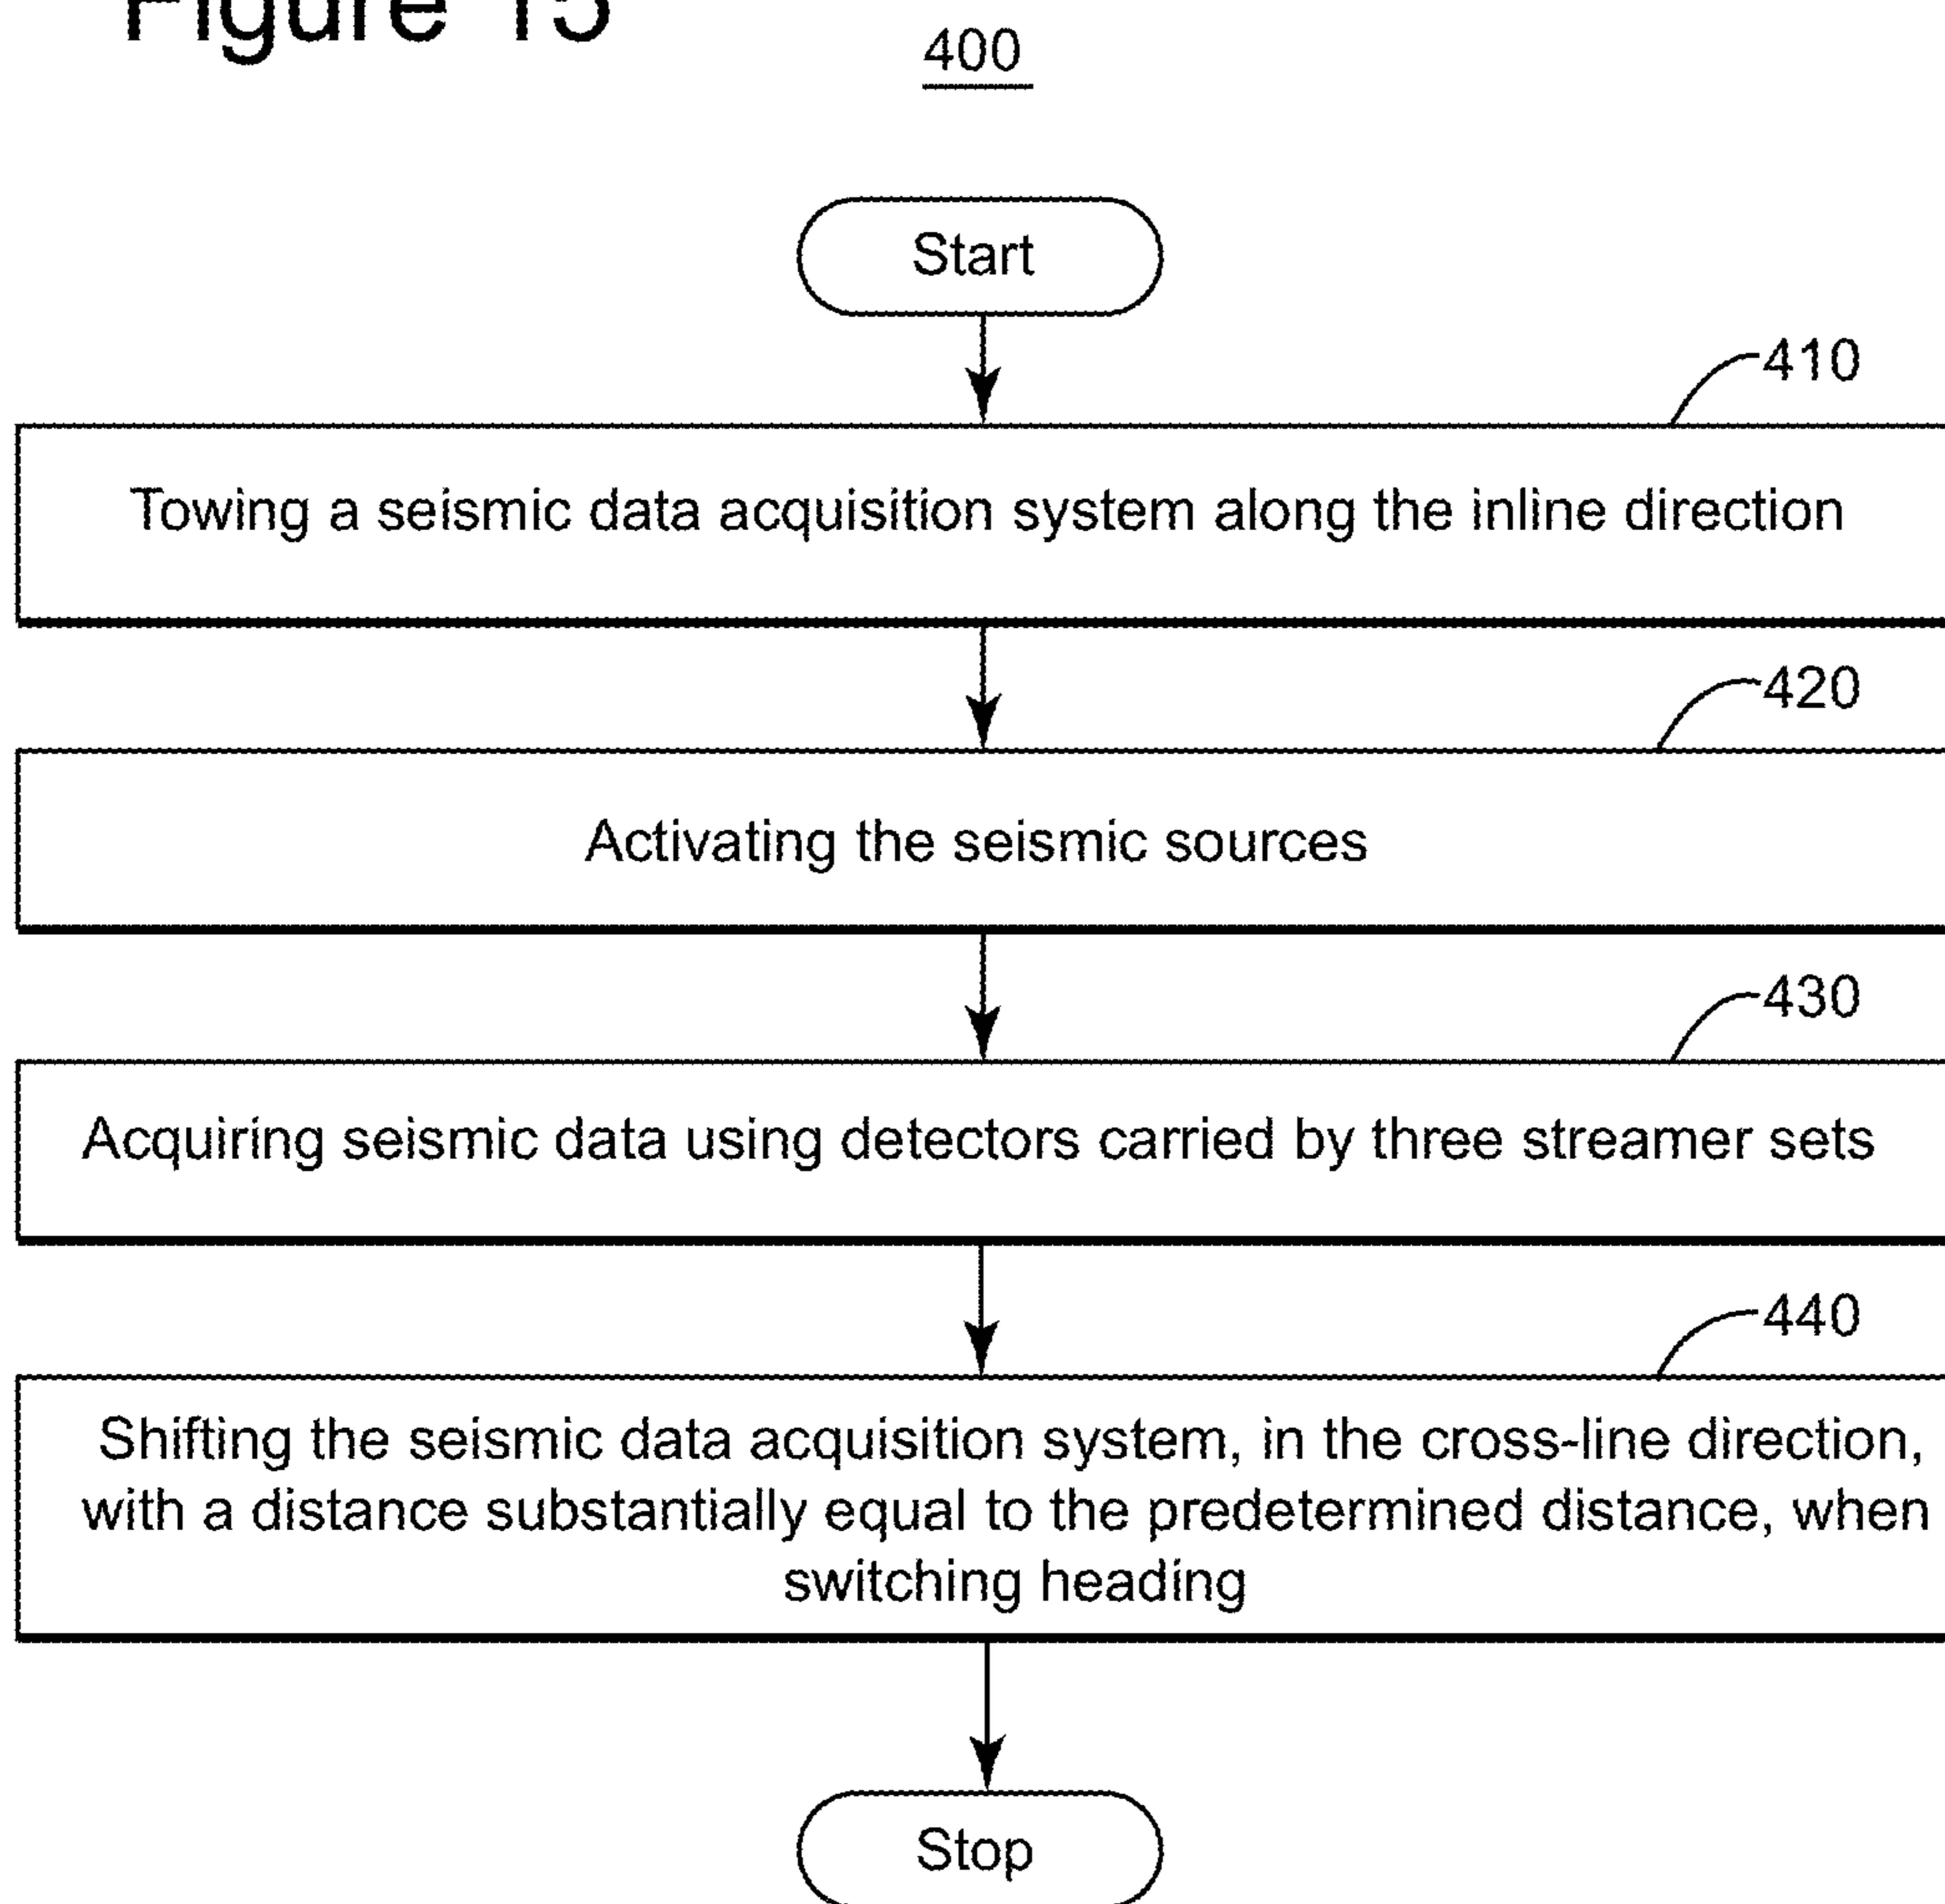 Figure 15
400
Start
410
Towing a seismic data acquisition system along the inline direction
420
Activating the seismic sources
430
Acquiring seismic data using detectors carried by three streamer sets
440
Shifting the seismic data acquisition system, in the cross-line direction,
with a distance substantially equal to the predetermined distance, when
switching heading
Stop